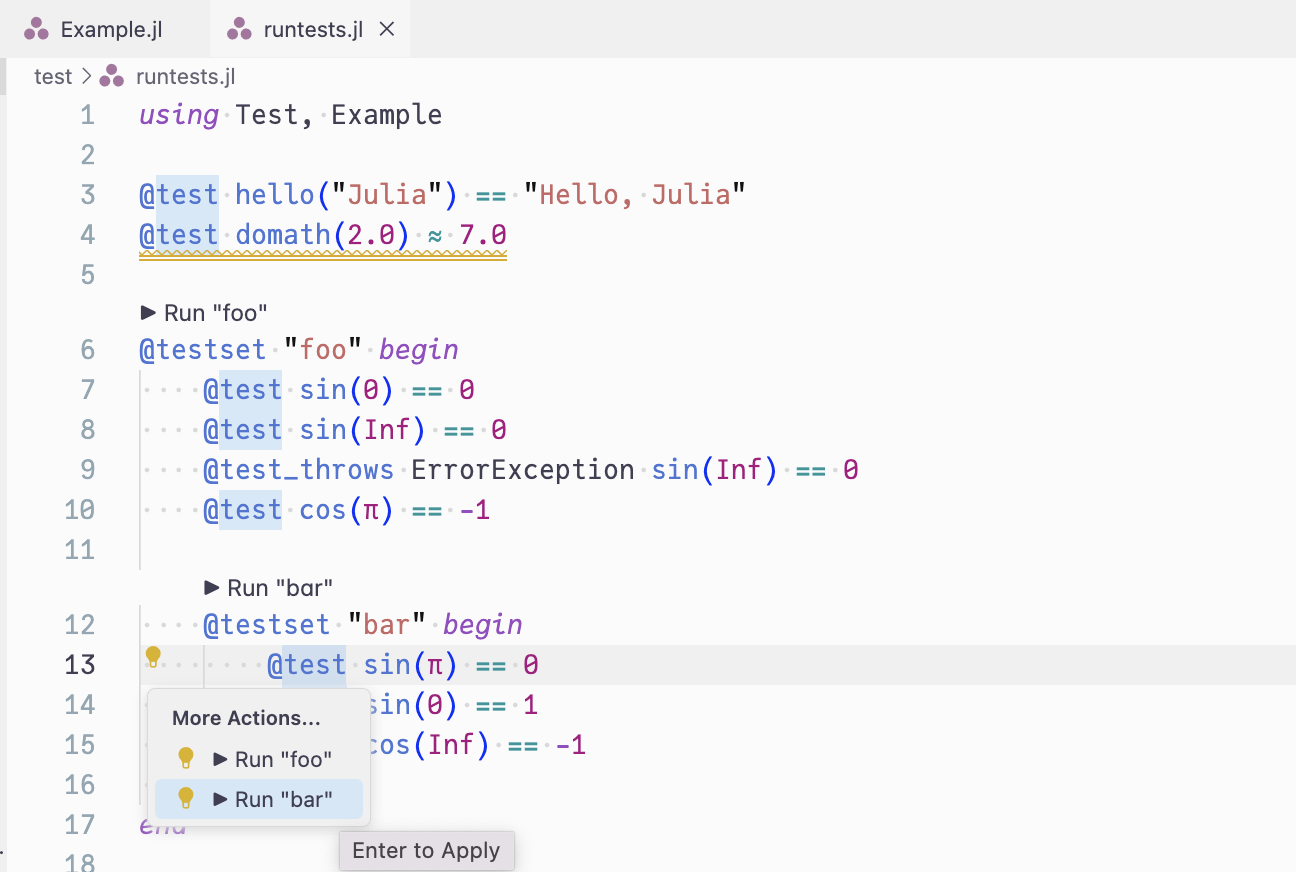 Example.jl runtests.jl
test > runtests.jl
1 using Test, Example
2
3 @test hello("Julia") == "Hello, Julia"
4 @test domath(2.0) ≈ 7.0
5
▶ Run "foo"
6 @testset "foo" begin
7 @test sin(0) == 0
8 @test sin(Inf) == 0
9 @test_throws ErrorException sin(Inf) == 0
10 @test cos(π) == -1
11
▶ Run "bar"
12 @testset "bar" begin
13 @test sin(π) == 0
14 sin(0) == 1
15 cos(Inf) == -1
16
17 end
18
More Actions...
▶ Run "foo"
▶ Run "bar"
Enter to Apply